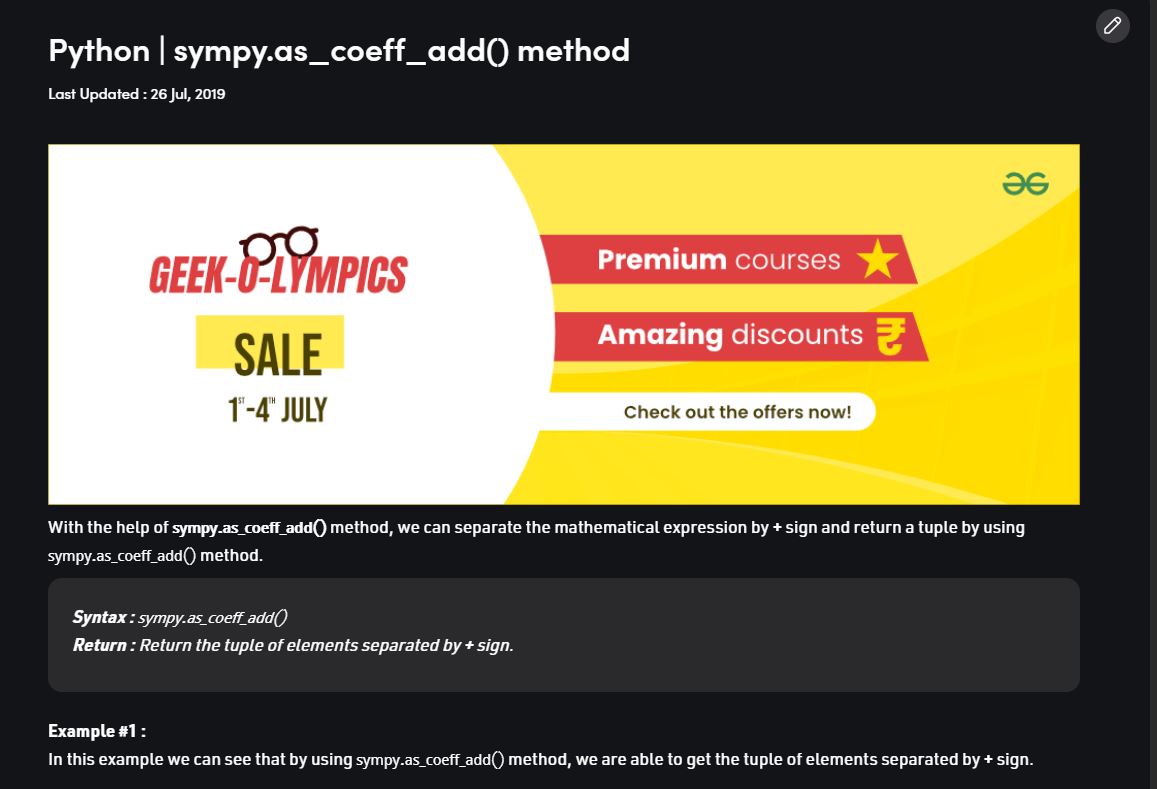 Python | sympy.as_coeff_add() method
Last Updated : 26 Jul, 2019
GEEK-O-LYMPICS
SALE
1ST-4TH JULY
Premium courses
Amazing discounts
Check out the offers now!
With the help of sympy.as_coeff_add() method, we can separate the mathematical expression by + sign and return a tuple by using
sympy.as_coeff_add() method.
Syntax : sympy.as_coeff_add()
Return : Return the tuple of elements separated by + sign.
Example #1 :
In this example we can see that by using sympy.as_coeff_add() method, we are able to get the tuple of elements separated by + sign.